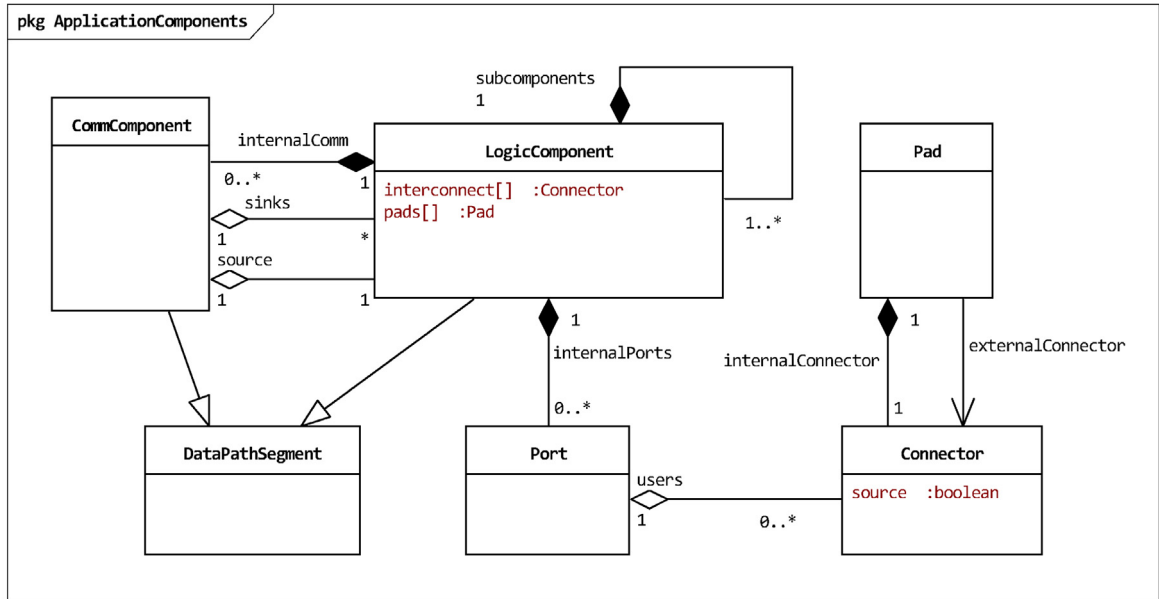 pkg ApplicationComponents
subcomponents
1
CommComponent
internalComm
0..*
1
LogicComponent
interconnect[]  :Connector
pads[]  :Pad
Pad
sinks
1
*
1..*
source
1
1
1
internalPorts
0..*
1
internalConnector
1
externalConnector
DataPathSegment
Port
users
1
0..*
Connector
source  :boolean